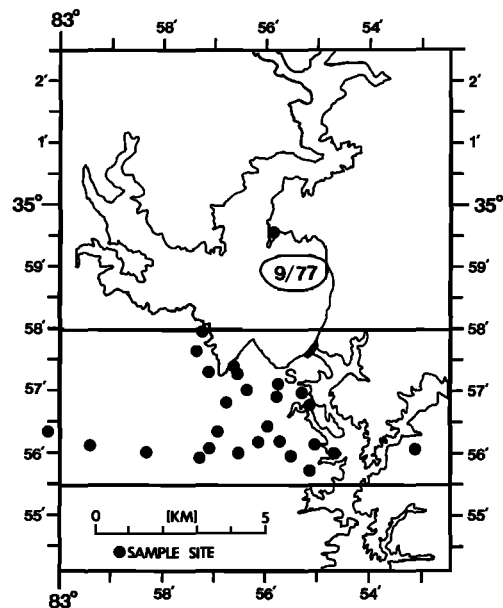 83°
58′ 56′ 54′
2′ 2′
1′ 1′
35° 35°
59′ 9/77 59′
58′ 58′
57′ S 57′
56′ 56′
55′ 0 [KM] 5 55′
SAMPLE SITE
83° 58′ 56′ 54′